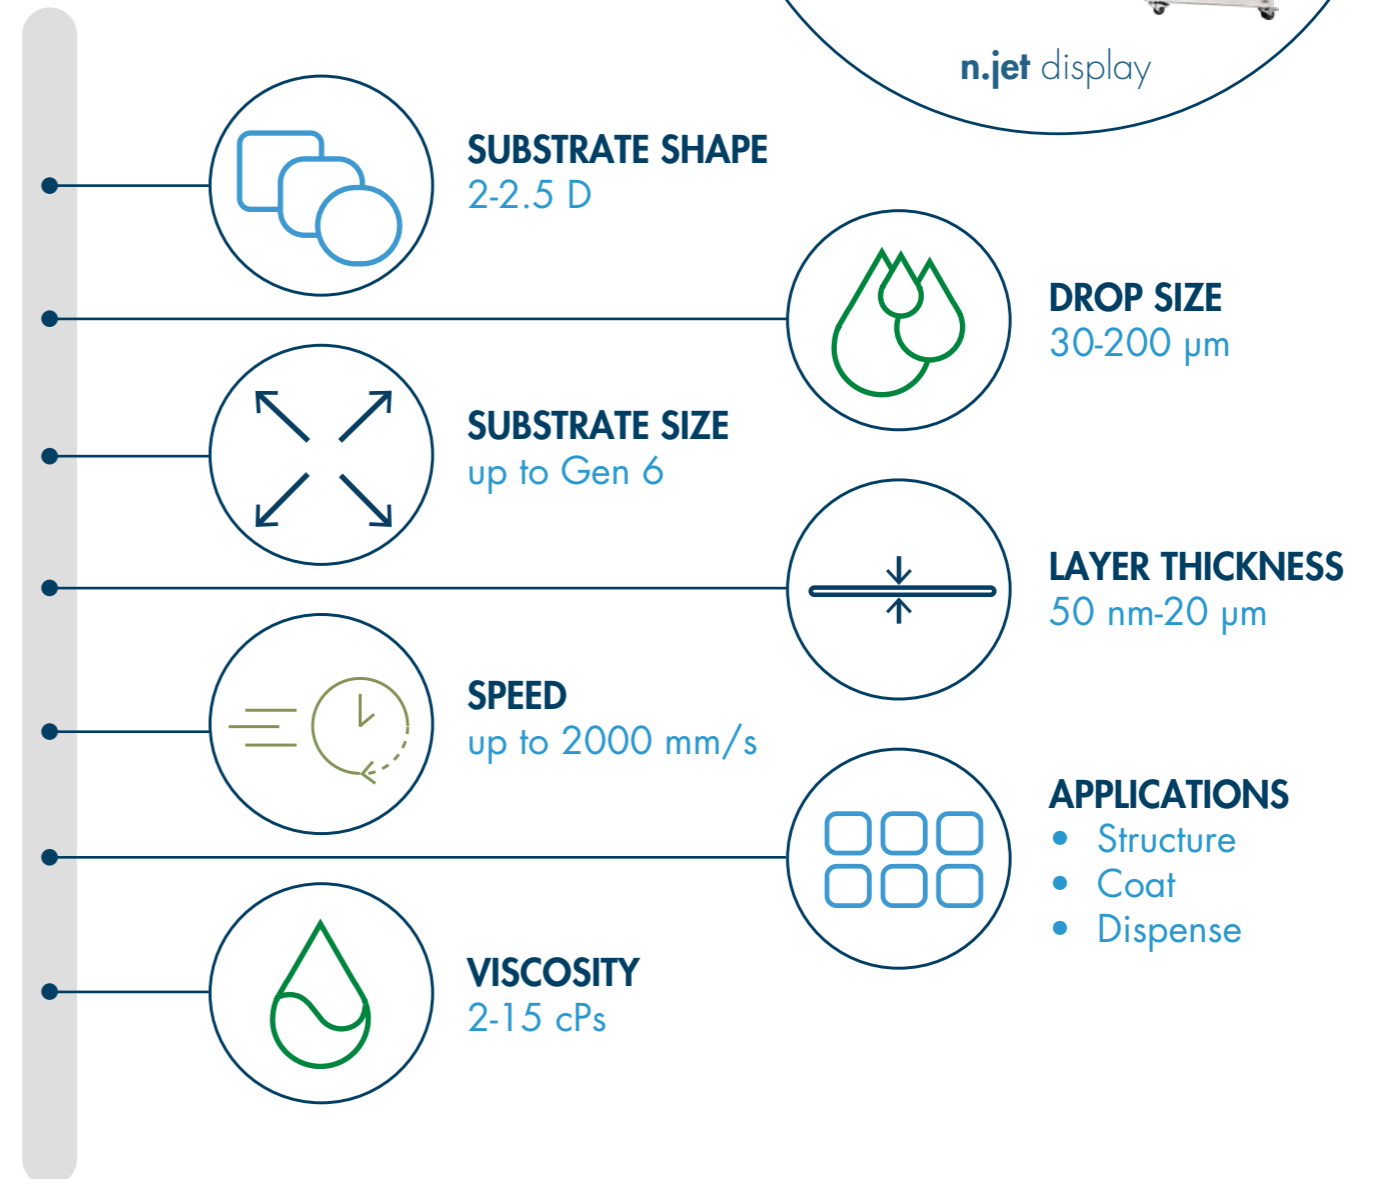 n.jet display
SUBSTRATE SHAPE
2-2.5 D
DROP SIZE
30-200 µm
SUBSTRATE SIZE
up to Gen 6
LAYER THICKNESS
50 nm-20 µm
SPEED
up to 2000 mm/s
APPLICATIONS
• Structure
• Coat
• Dispense
VISCOSITY
2-15 cPs